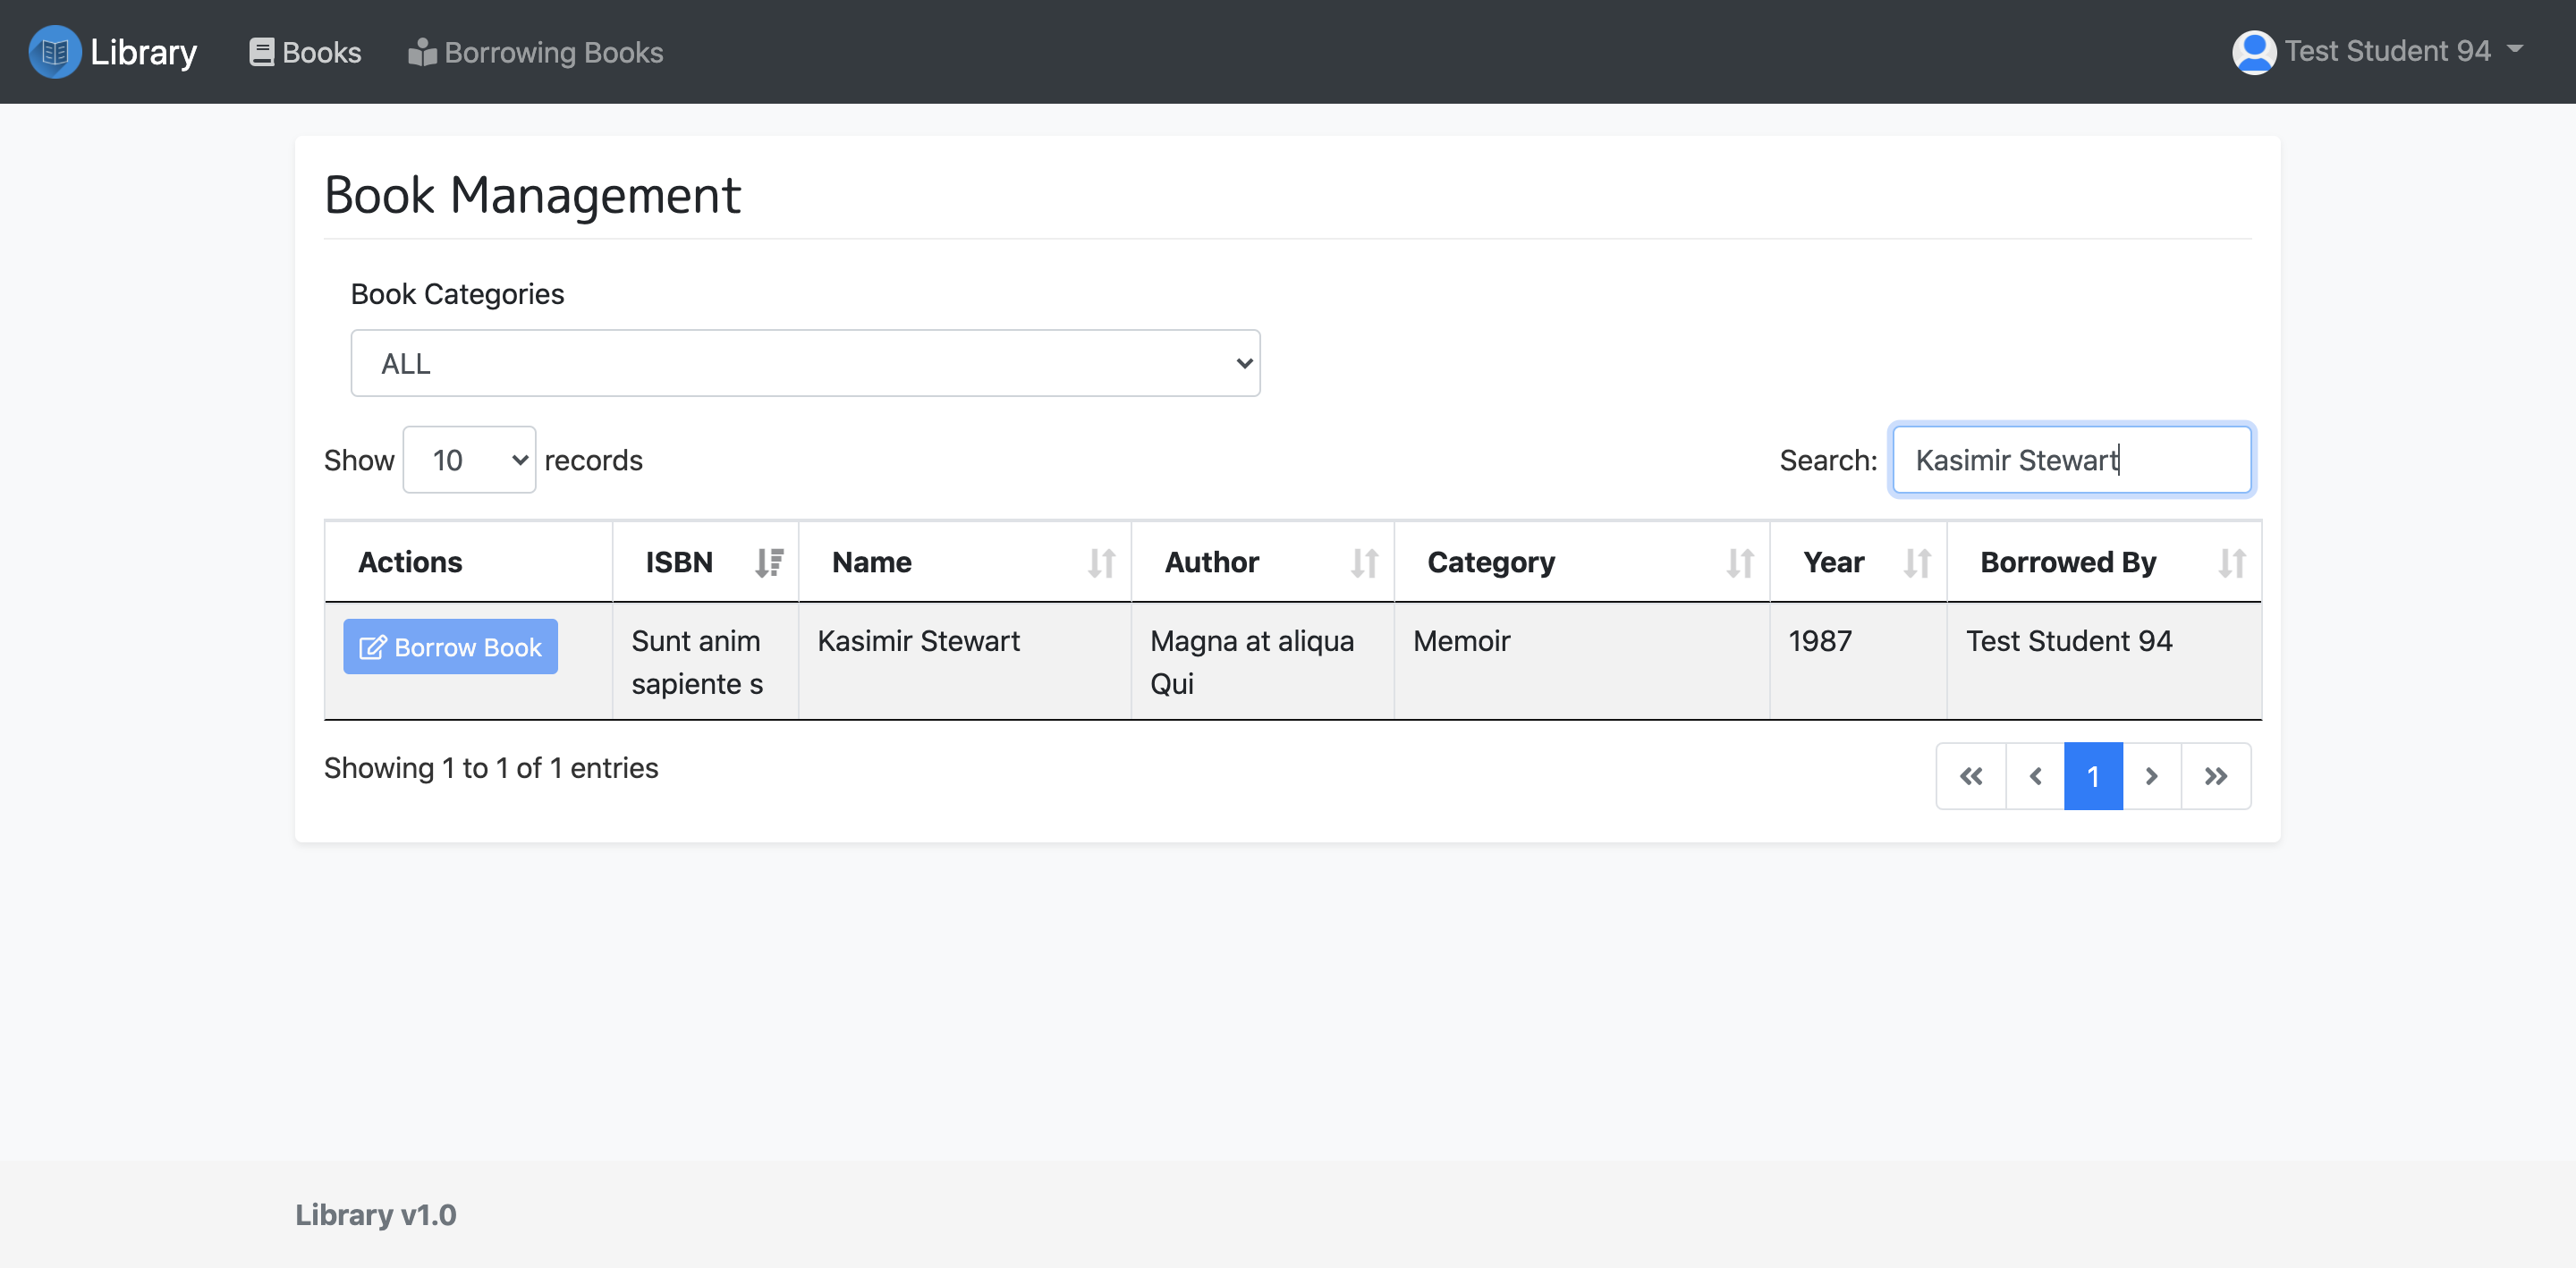 Library Books Borrowing Books Test Student 94
Book Management
Book Categories
ALL
Show 10 records Search: Kasimir Stewart
Actions ISBN Name Author Category Year Borrowed By
Borrow Book Sunt anim Kasimir Stewart Magna at aliqua Memoir 1987 Test Student 94
sapiente s Qui
Showing 1 to 1 of 1 entries « ‹ 1 › »
Library v1.0